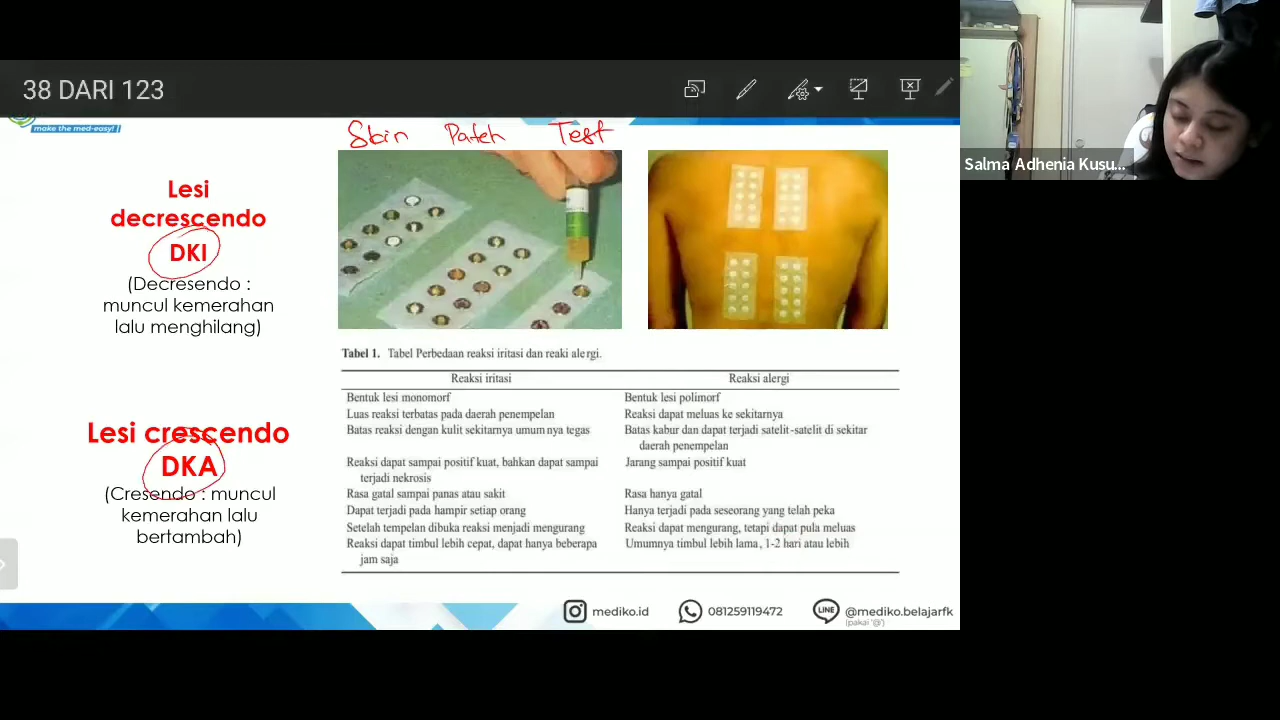 38 DARI 123
make the med-easy!
Skin Patch Test
Lesi
decrescendo
DKI
(Decresendo :
muncul kemerahan
lalu menghilang)
Lesi crescendo
DKA
(Cresendo : muncul
kemerahan lalu
bertambah)
Tabel 1. Tabel Perbedaan reaksi iritasi dan reaki alergi.
Reaksi iritasi Reaksi alergi
Bentuk lesi monomorf Bentuk lesi polimorf
Luas reaksi terbatas pada daerah penempelan Reaksi dapat meluas ke sekitarnya
Batas reaksi dengan kulit sekitarnya umumnya tegas Batas kabur dan dapat terjadi satelit-satelit di sekitar
daerah penempelan
Reaksi dapat sampai positif kuat, bahkan dapat sampai Jarang sampai positif kuat
terjadi nekrosis
Rasa gatal sampai panas atau sakit Rasa hanya gatal
Dapat terjadi pada hampir setiap orang Hanya terjadi pada seseorang yang telah peka
Setelah tempelan dibuka reaksi menjadi mengurang Reaksi dapat mengurang, tetapi dapat pula meluas
Reaksi dapat timbul lebih cepat, dapat hanya beberapa Umumnya timbul lebih lama, 1-2 hari atau lebih
jam saja
mediko.id 081259119472 LINE @mediko.belajarfk
(pakai '@')
Salma Adhenia Kusu...